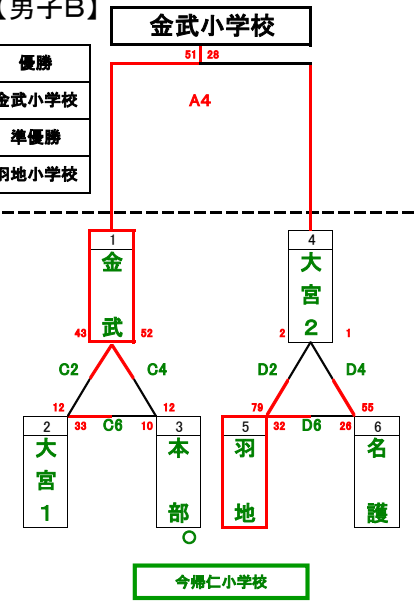 【男子B】
金武小学校
優勝
金武小学校
準優勝
羽地小学校
51 28
A4
1
金武
4
大宮2
43 52
2 1
C2 C4
D2 D4
12 12
79 55
33 C6 10
32 D6 26
2
大宮1
3
本部
5
羽地
6
名護
○
今帰仁小学校